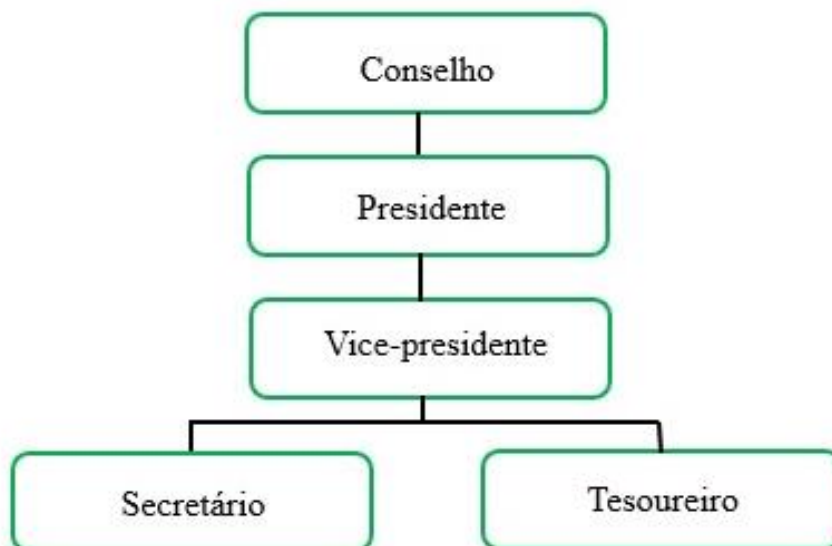 Conselho
Presidente
Vice-presidente
Secretário
Tesoureiro